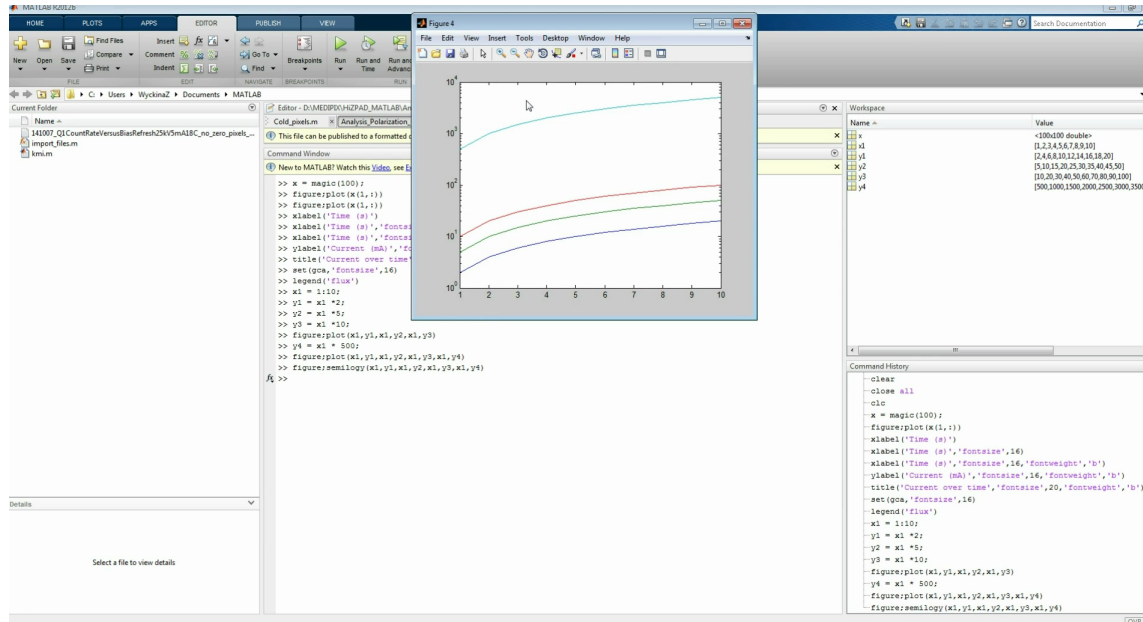 MATLAB R2012b
HOME PLOTS APPS EDITOR PUBLISH VIEW
Search Documentation
New Open Save Find Files Compare Print
Insert Comment Indent
Go To Find
Breakpoints Run Run and Time Run and Advance
FILE EDIT NAVIGATE BREAKPOINTS RUN
C: Users WyckinaZ Documents MATLAB
Current Folder
Name
141007_Q1CountRateVersusBiasRefresh25kV5mA18C_no_zero_pixels_...
import_files.m
kmi.m
Details
Select a file to view details
Editor - D:\MEDIPIX\HiZPAD_MATLAB\An
Cold_pixels.m Analysis_Polarization_
This file can be published to a formatted d
Command Window
New to MATLAB? Watch this Video, see Ex
>> x = magic(100);
>> figure;plot(x(1,:))
>> figure;plot(x(1,:))
>> xlabel('Time (s)')
>> xlabel('Time (s)','fontsi
>> xlabel('Time (s)','fontsi
>> ylabel('Current (mA)','fo
>> title('Current over time'
>> set(gca,'fontsize',16)
>> legend('flux')
>> x1 = 1:10;
>> y1 = x1 *2;
>> y2 = x1 *5;
>> y3 = x1 *10;
>> figure;plot(x1,y1,x1,y2,x1,y3)
>> y4 = x1 * 500;
>> figure;plot(x1,y1,x1,y2,x1,y3,x1,y4)
>> figure;semilogy(x1,y1,x1,y2,x1,y3,x1,y4)
fx >>
Figure 4
File Edit View Insert Tools Desktop Window Help
10^4
10^3
10^2
10^1
10^0
1 2 3 4 5 6 7 8 9 10
Workspace
Name Value
x <100x100 double>
x1 [1,2,3,4,5,6,7,8,9,10]
y1 [2,4,6,8,10,12,14,16,18,20]
y2 [5,10,15,20,25,30,35,40,45,50]
y3 [10,20,30,40,50,60,70,80,90,100]
y4 [500,1000,1500,2000,2500,3000,3500
Command History
clear
close all
clc
x = magic(100);
figure;plot(x(1,:))
xlabel('Time (s)')
xlabel('Time (s)','fontsize',16)
xlabel('Time (s)','fontsize',16,'fontweight','b')
ylabel('Current (mA)','fontsize',16,'fontweight','b')
title('Current over time','fontsize',20,'fontweight','b')
set(gca,'fontsize',16)
legend('flux')
x1 = 1:10;
y1 = x1 *2;
y2 = x1 *5;
y3 = x1 *10;
figure;plot(x1,y1,x1,y2,x1,y3)
y4 = x1 * 500;
figure;plot(x1,y1,x1,y2,x1,y3,x1,y4)
figure;semilogy(x1,y1,x1,y2,x1,y3,x1,y4)
OVR